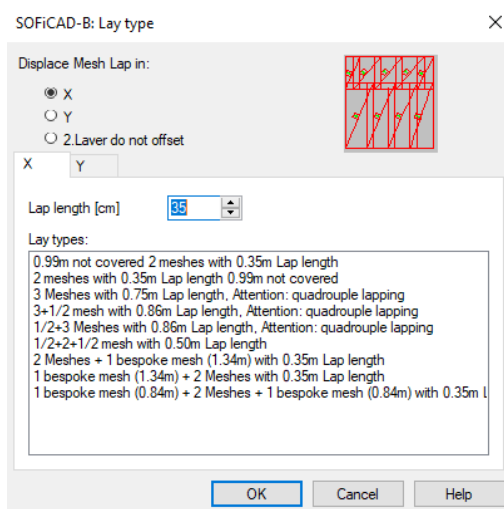 SOFiCAD-B: Lay type
Displace Mesh Lap in:
X
Y
2.Layer do not offset
X Y
Lap length [cm] 35
Lay types:
0.99m not covered 2 meshes with 0.35m Lap length
2 meshes with 0.35m Lap length 0.99m not covered
3 Meshes with 0.75m Lap length, Attention: quadrouple lapping
3+1/2 mesh with 0.86m Lap length, Attention: quadrouple lapping
1/2+3 Meshes with 0.86m Lap length, Attention: quadrouple lapping
1/2+2+1/2 mesh with 0.50m Lap length
2 Meshes + 1 bespoke mesh (1.34m) with 0.35m Lap length
1 bespoke mesh (1.34m) + 2 Meshes with 0.35m Lap length
1 bespoke mesh (0.84m) + 2 Meshes + 1 bespoke mesh (0.84m) with 0.35m L
OK Cancel Help